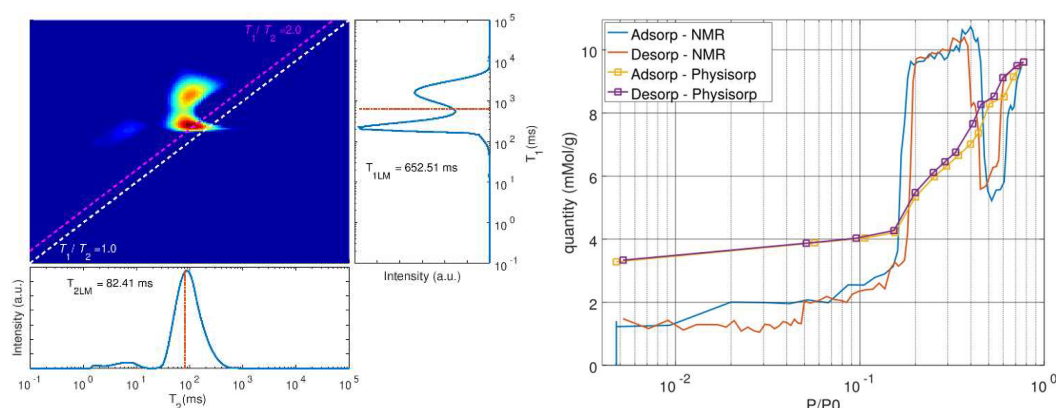 T1/T2=2.0
T1/T2=1.0
10^5
10^4
10^3
10^2
10^1
10^0
10^-1
T1(ms)
T1LM = 652.51 ms
Intensity (a.u.)
Intensity (a.u.)
T2LM = 82.41 ms
10^-1 10^0 10^1 10^2 10^3 10^4 10^5
T2(ms)
Adsorp - NMR
Desorp - NMR
Adsorp - Physisorp
Desorp - Physisorp
quantity (mMol/g)
10
8
6
4
2
0
10^-2 10^-1 10^0
P/P0